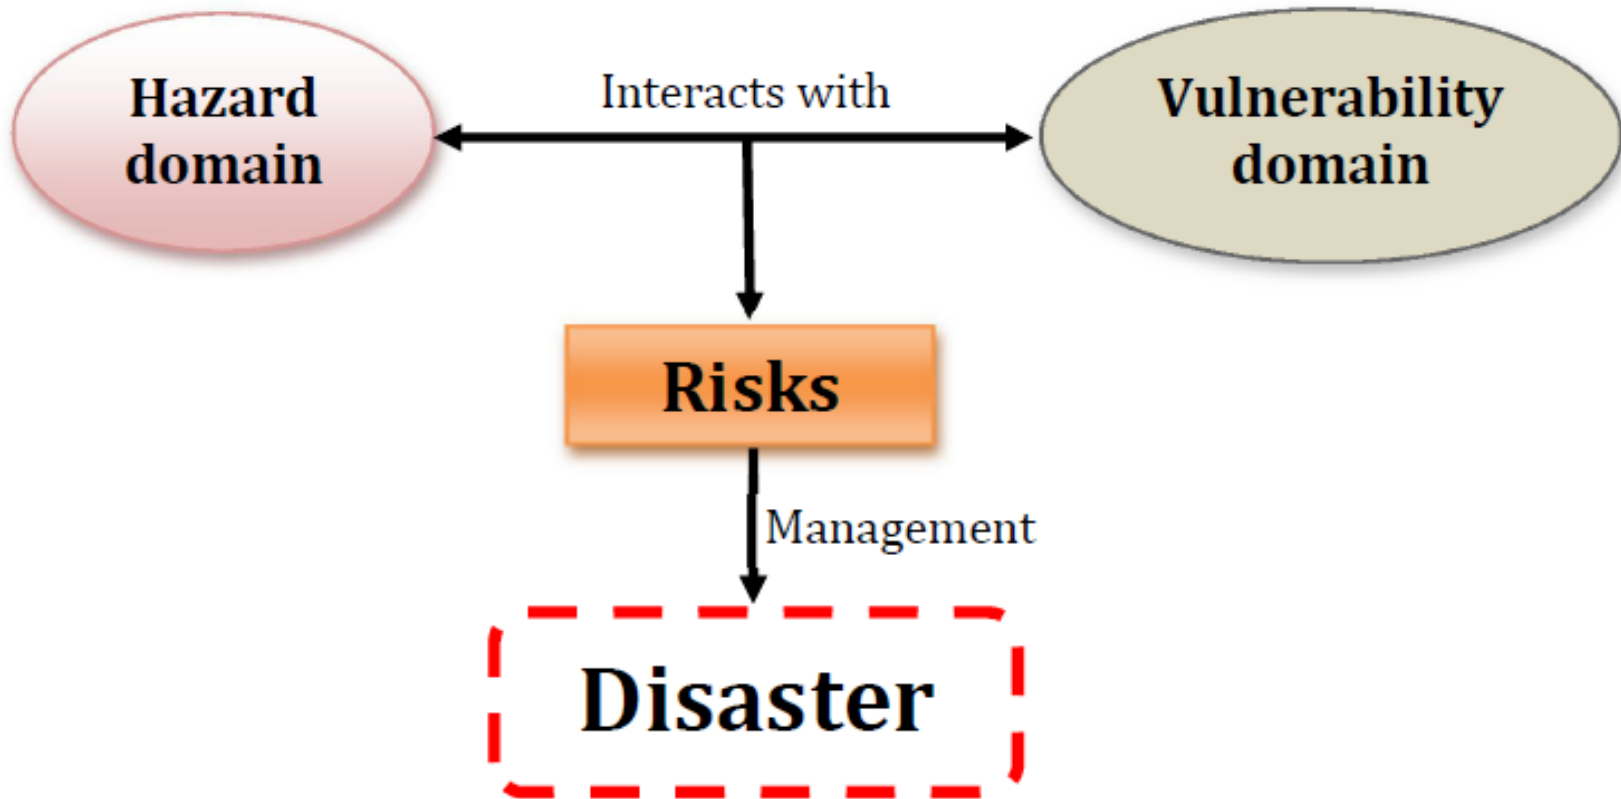 Hazard
domain
Interacts with
Vulnerability
domain
Risks
Management
Disaster